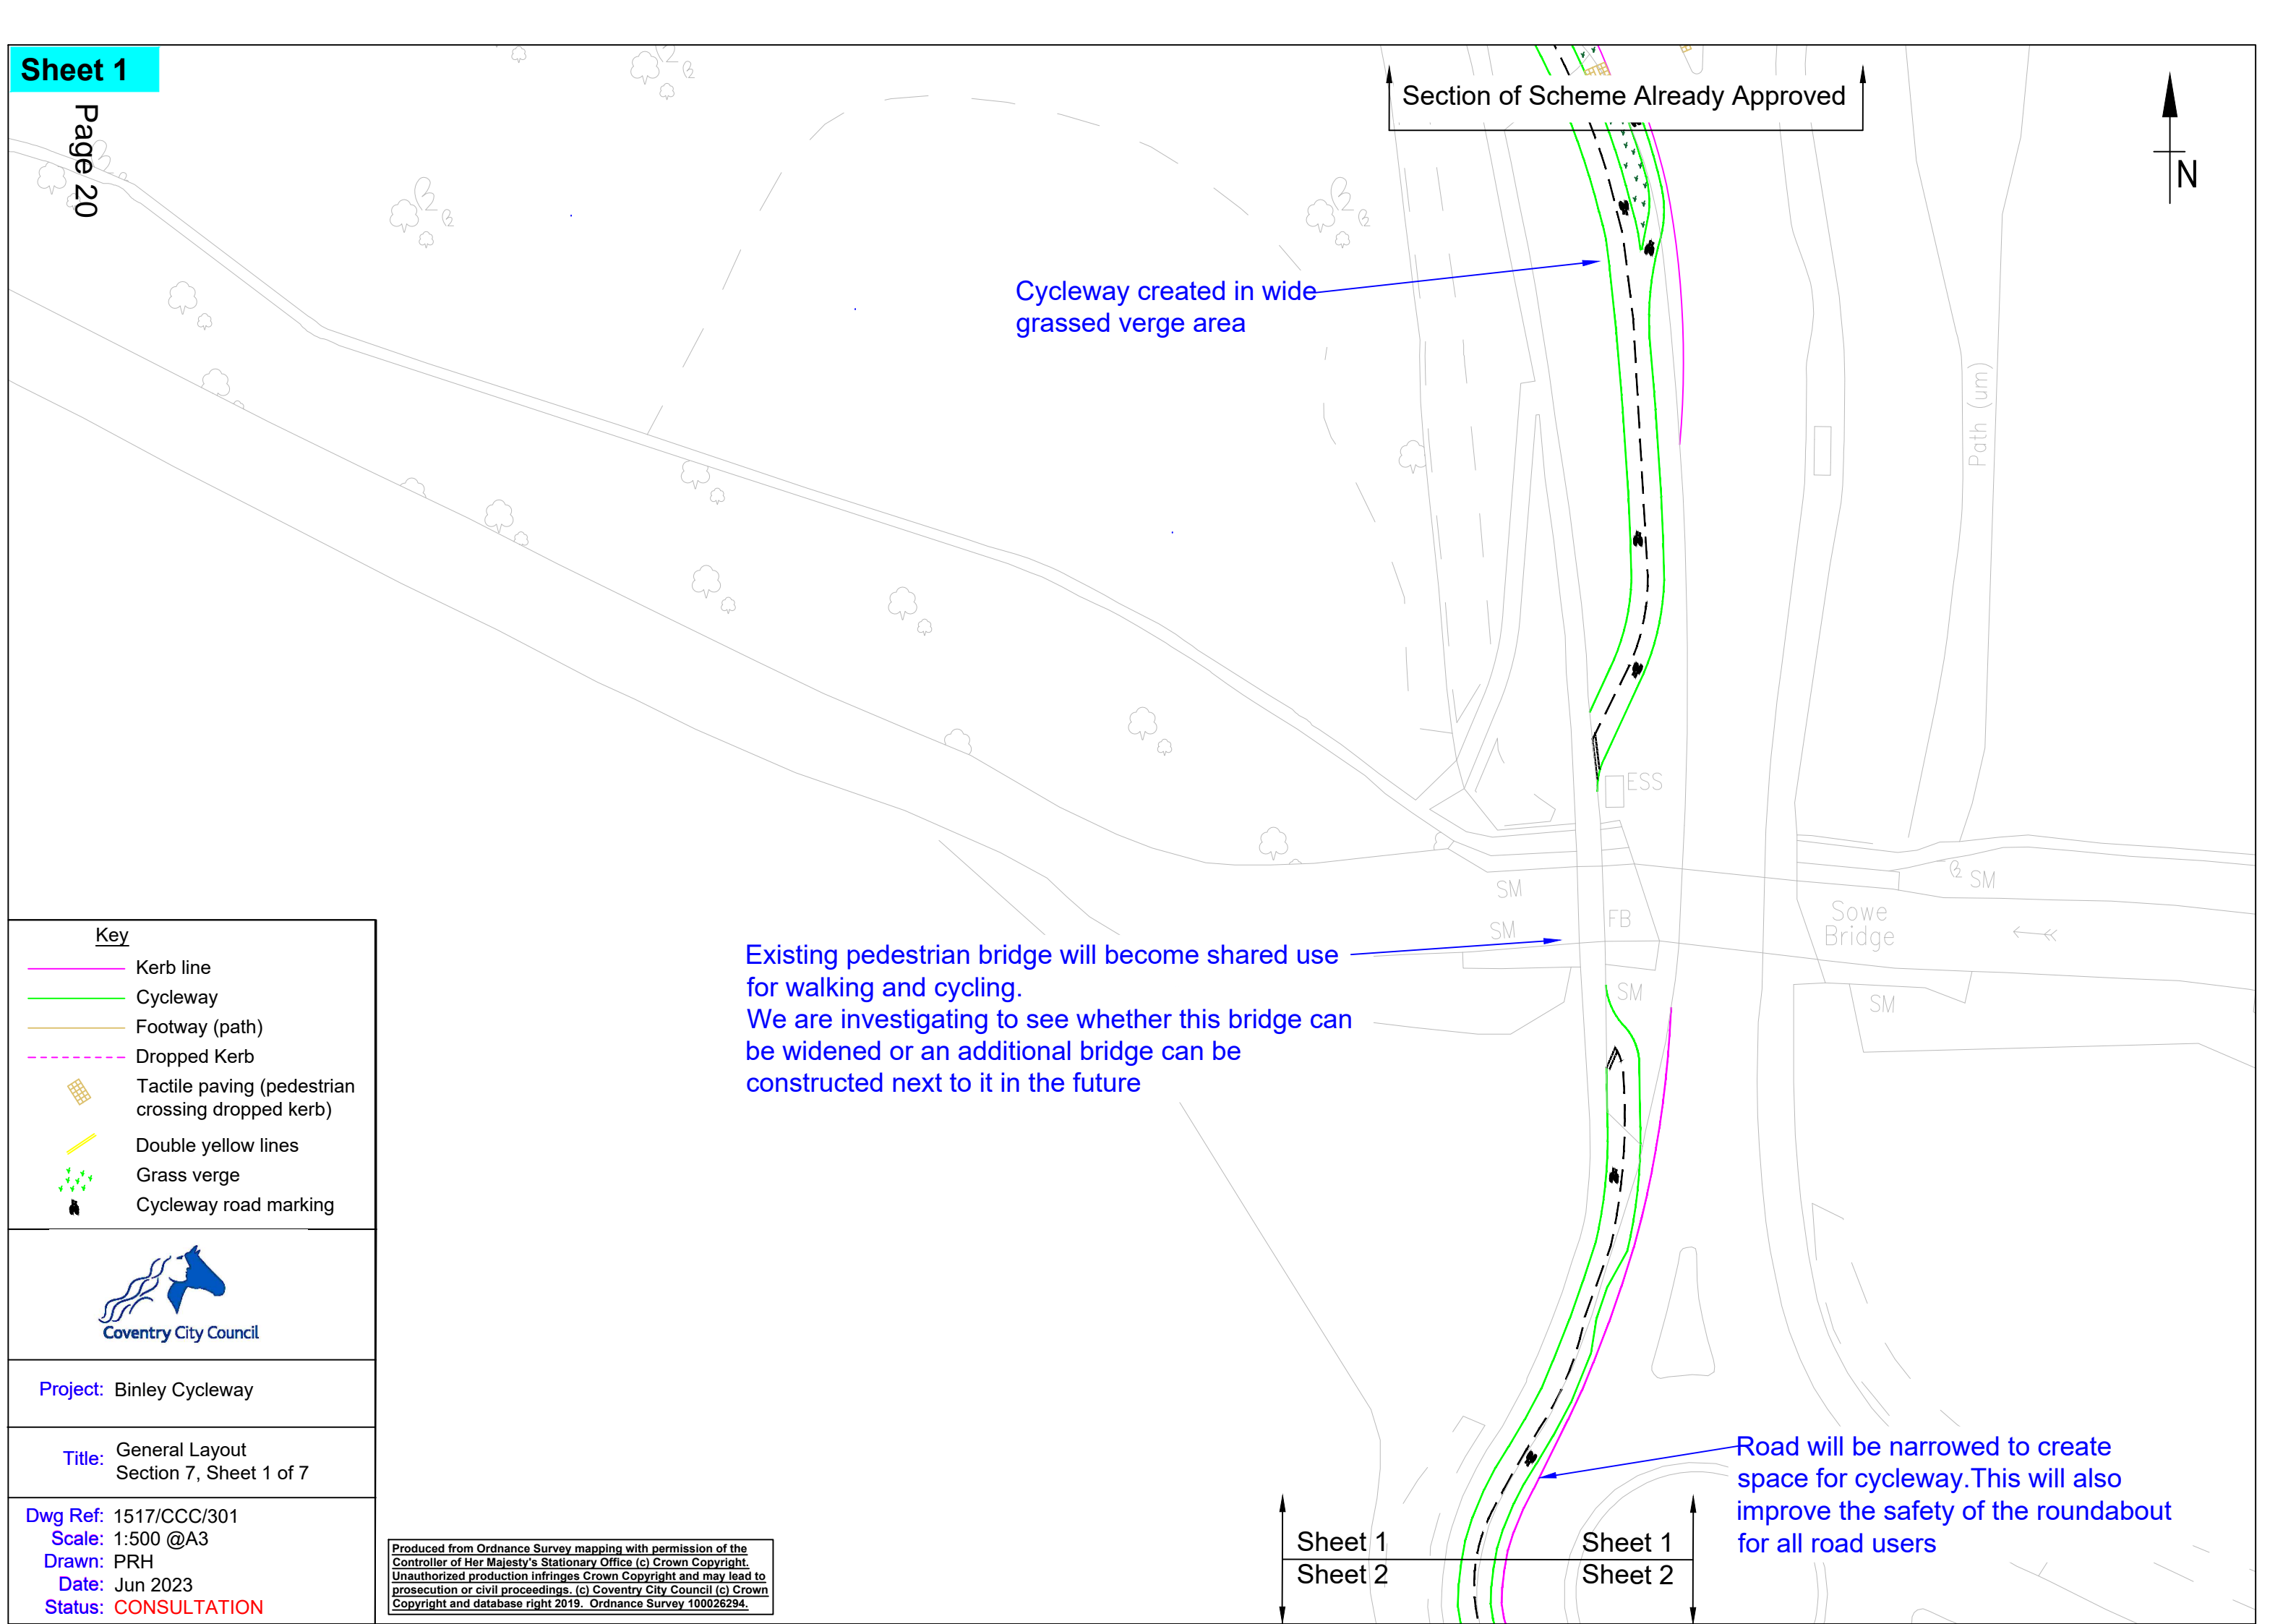 Sheet 1
Page 20
Section of Scheme Already Approved
N
Cycleway created in wide
grassed verge area
Path (um)
ESS
SM
SM
FB
SM
Sowe
Bridge
SM
SM
Existing pedestrian bridge will become shared use
for walking and cycling.
We are investigating to see whether this bridge can
be widened or an additional bridge can be
constructed next to it in the future
Key
Kerb line
Cycleway
Footway (path)
Dropped Kerb
Tactile paving (pedestrian
crossing dropped kerb)
Double yellow lines
Grass verge
Cycleway road marking
Coventry City Council
Project: Binley Cycleway
Title: General Layout
Section 7, Sheet 1 of 7
Dwg Ref: 1517/CCC/301
Scale: 1:500 @A3
Drawn: PRH
Date: Jun 2023
Status: CONSULTATION
Produced from Ordnance Survey mapping with permission of the
Controller of Her Majesty's Stationary Office (c) Crown Copyright.
Unauthorized production infringes Crown Copyright and may lead to
prosecution or civil proceedings. (c) Coventry City Council (c) Crown
Copyright and database right 2019. Ordnance Survey 100026294.
Road will be narrowed to create
space for cycleway.This will also
improve the safety of the roundabout
for all road users
Sheet 1
Sheet 2
Sheet 1
Sheet 2